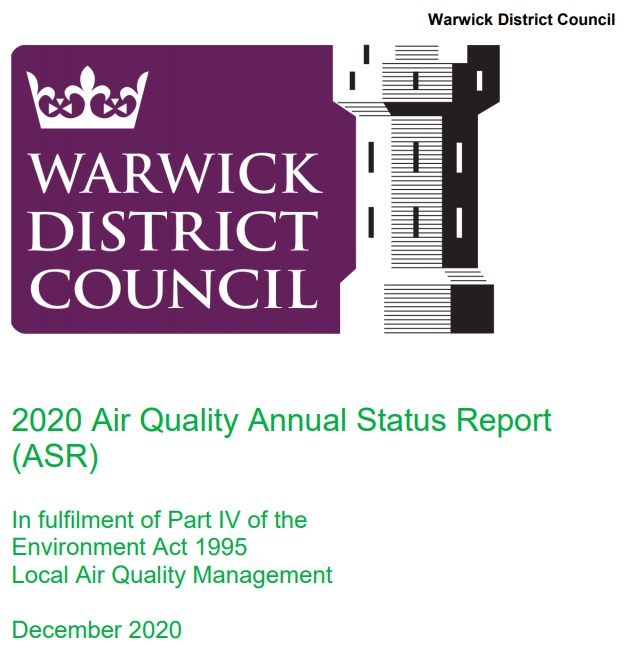 Warwick District Council
WARWICK
DISTRICT
COUNCIL
2020 Air Quality Annual Status Report
(ASR)
In fulfilment of Part IV of the
Environment Act 1995
Local Air Quality Management
December 2020